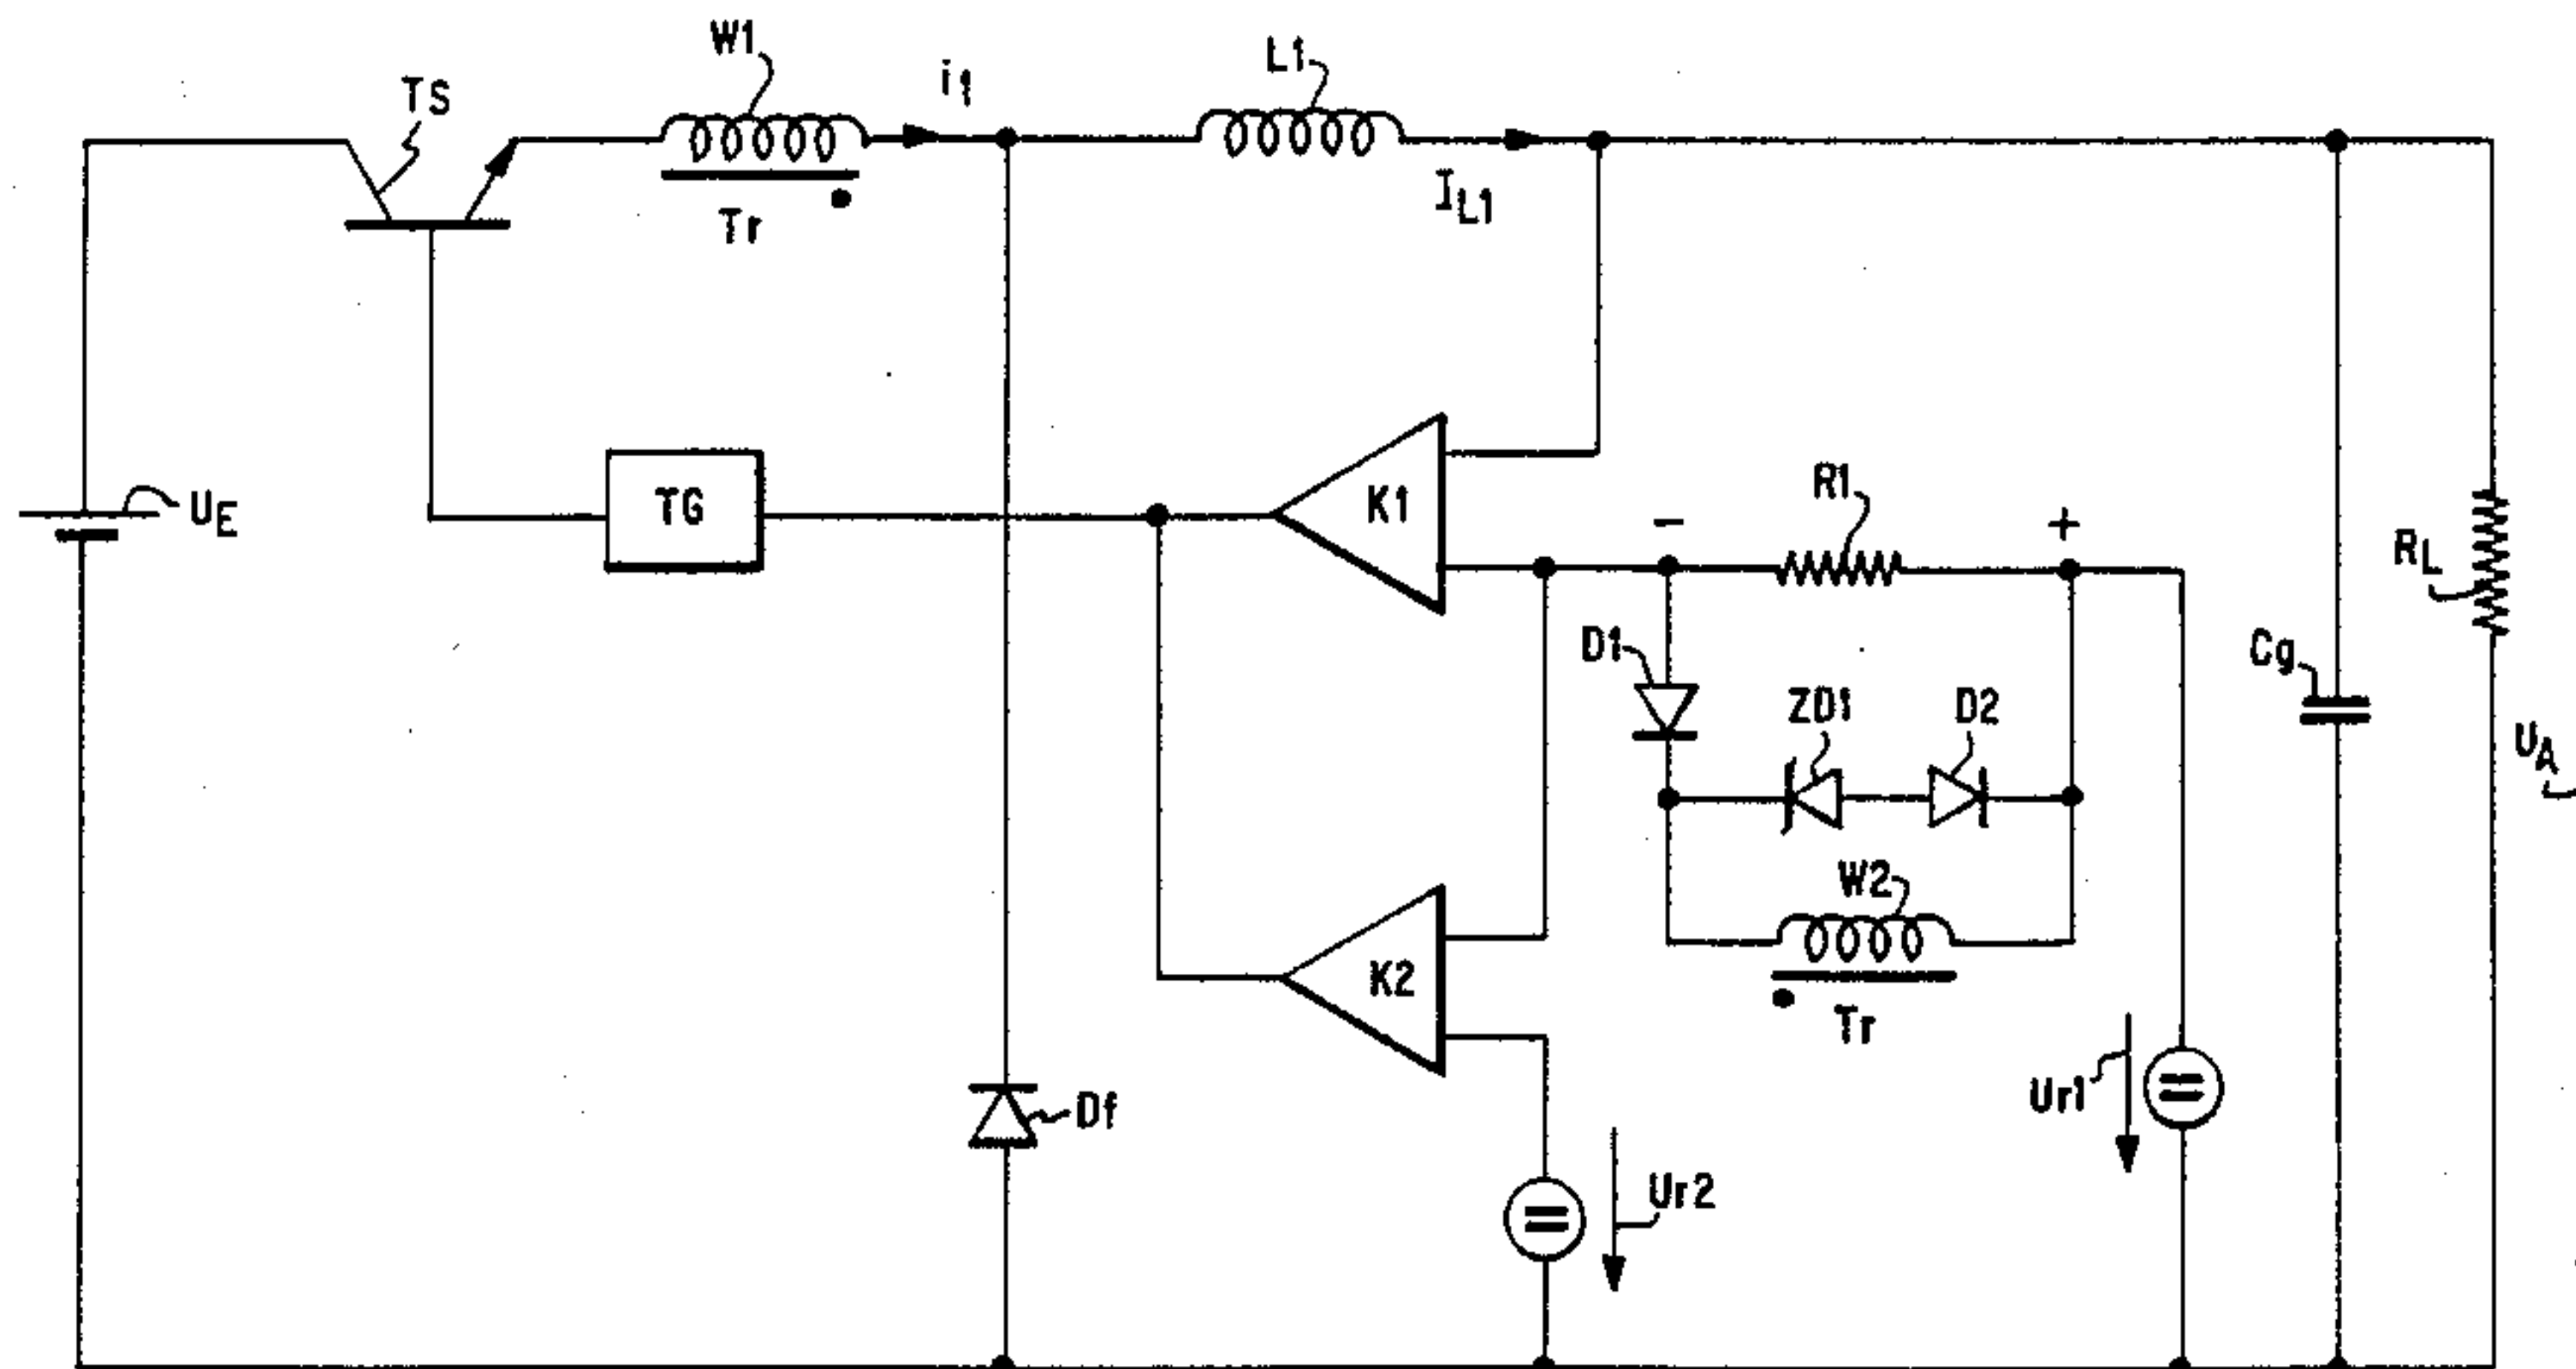 W1
i1
L1
TS
Tr
IL1
UE
TG
K1
R1
- +
RL
D1
ZD1
D2
Cg
UA
W2
K2
Tr
Df
Ur1
Ur2